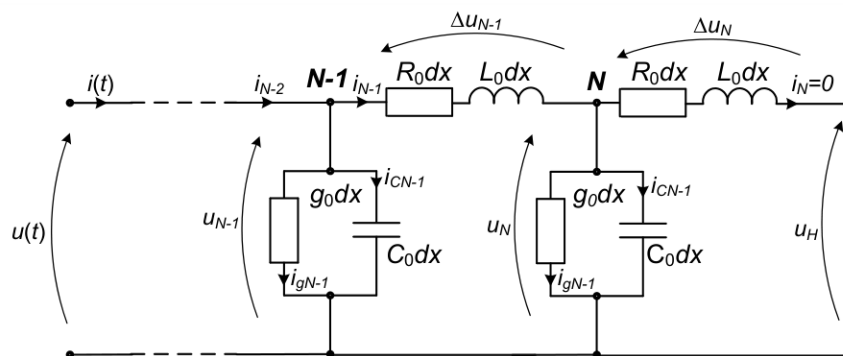 Δu_{N-1} Δu_N
i(t) i_{N-2} N-1 i_{N-1} R_0dx L_0dx N R_0dx L_0dx i_N=0
i_{CN-1} i_{CN-1}
g_0dx g_0dx
u(t) u_{N-1} u_N u_H
C_0dx C_0dx
i_{gN-1} i_{gN-1}